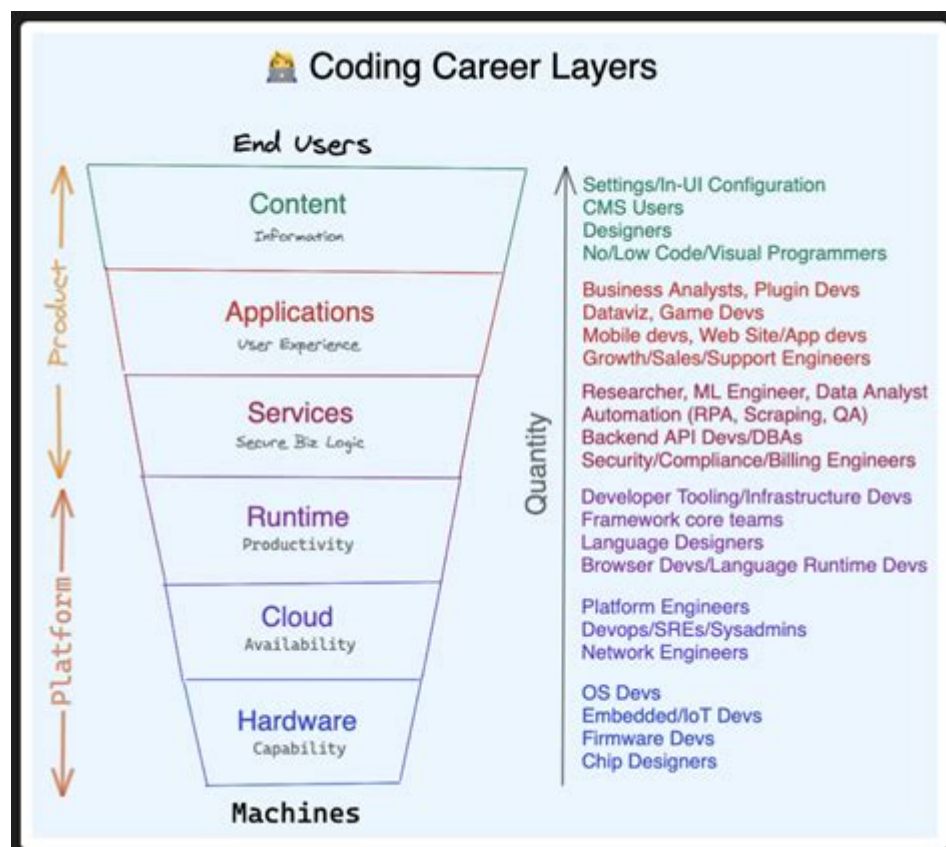 Coding Career Layers
End Users
Content
Information
Applications
User Experience
Services
Secure Biz Logic
Runtime
Productivity
Cloud
Availability
Hardware
Capability
Machines
Product
Platform
Quantity
Settings/In-UI Configuration
CMS Users
Designers
No/Low Code/Visual Programmers
Business Analysts, Plugin Devs
Dataviz, Game Devs
Mobile devs, Web Site/App devs
Growth/Sales/Support Engineers
Researcher, ML Engineer, Data Analyst
Automation (RPA, Scraping, QA)
Backend API Devs/DBAs
Security/Compliance/Billing Engineers
Developer Tooling/Infrastructure Devs
Framework core teams
Language Designers
Browser Devs/Language Runtime Devs
Platform Engineers
Devops/SREs/Sysadmins
Network Engineers
OS Devs
Embedded/IoT Devs
Firmware Devs
Chip Designers